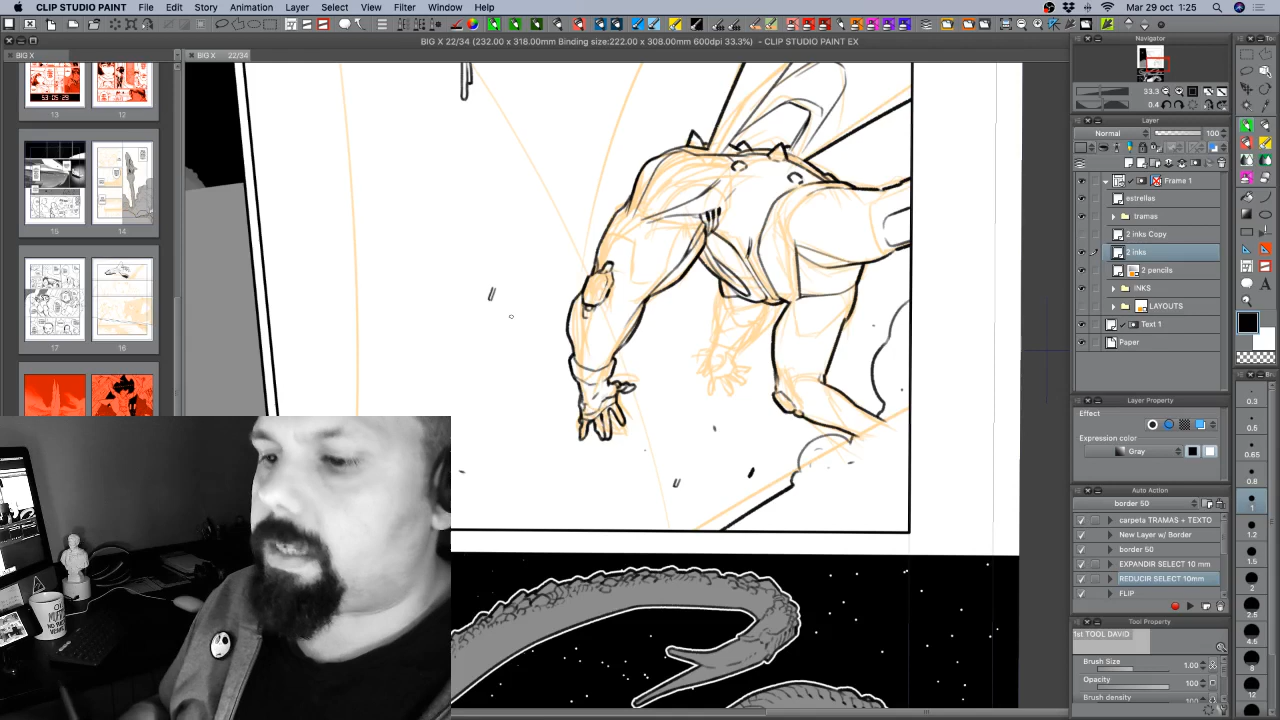 CLIP STUDIO PAINT File Edit Story Animation Layer Select View Filter Window Help Mar 29 oct 1:25
BIG X 22/34 (232.00 x 318.00mm Binding size:222.00 x 308.00mm 600dpi 33.3%) - CLIP STUDIO PAINT EX
BIG X
BIG X 22/34
13 12
15 14
17 16
Navigator
33.3
0.4
Layer
Normal 100
Frame 1
estrellas
tramas
2 inks Copy
2 inks
2 pencils
INKS
LAYOUTS
Text 1
Paper
Layer Property
Effect
Expression color
Gray
Auto Action
border 50
carpeta TRAMAS + TEXTO
New Layer w/ Border
border 50
EXPANDIR SELECT 10 mm
REDUCIR SELECT 10mm
FLIP
Tool Property
1st TOOL DAVID
Brush Size 1.00
Opacity 100
Brush density 100
To
0.3
0.5
0.65
0.8
1
1.2
1.5
2
4.5
8
12